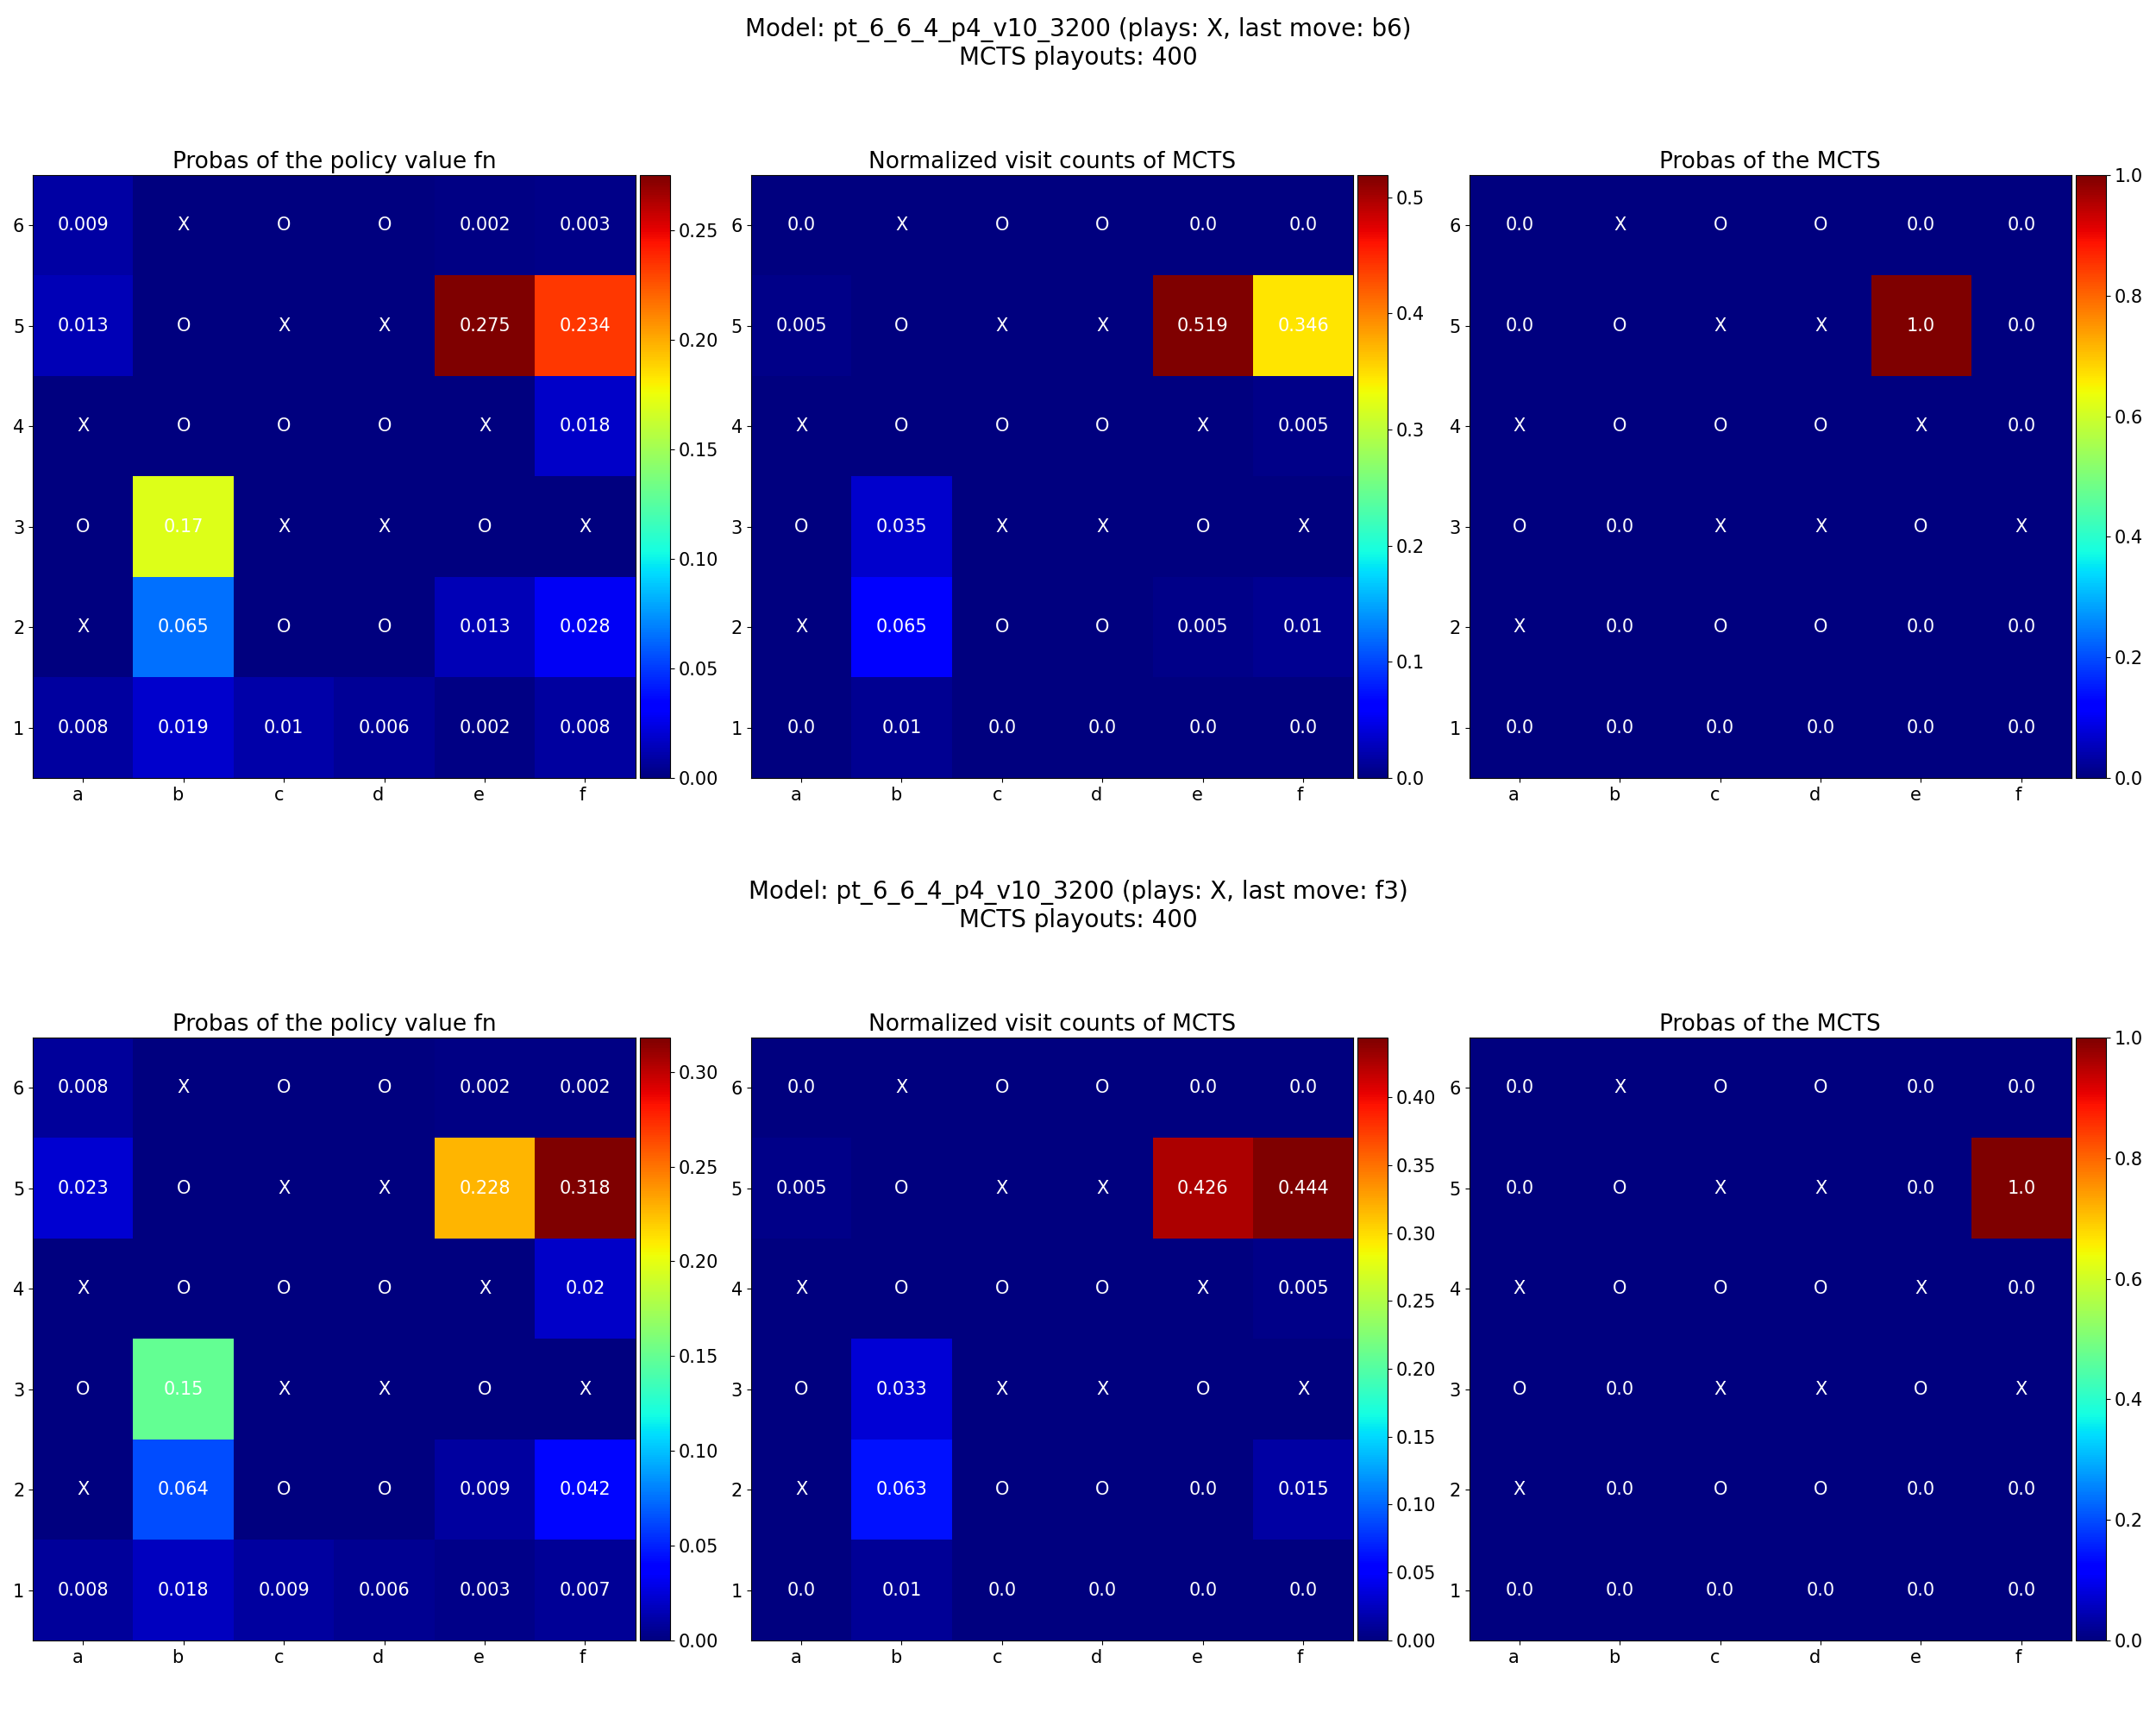 Model: pt_6_6_4_p4_v10_3200 (plays: X, last move: b6)
MCTS playouts: 400
Probas of the policy value fn
6 0.009 X O O 0.002 0.003
5 0.013 O X X 0.275 0.234
4 X O O O X 0.018
3 O 0.17 X X O X
2 X 0.065 O O 0.013 0.028
1 0.008 0.019 0.01 0.006 0.002 0.008
a b c d e f
0.25
0.20
0.15
0.10
0.05
0.00
Normalized visit counts of MCTS
6 0.0 X O O 0.0 0.0
5 0.005 O X X 0.519 0.346
4 X O O O X 0.005
3 O 0.035 X X O X
2 X 0.065 O O 0.005 0.01
1 0.0 0.01 0.0 0.0 0.0 0.0
a b c d e f
0.5
0.4
0.3
0.2
0.1
0.0
Probas of the MCTS
6 0.0 X O O 0.0 0.0
5 0.0 O X X 1.0 0.0
4 X O O O X 0.0
3 O 0.0 X X O X
2 X 0.0 O O 0.0 0.0
1 0.0 0.0 0.0 0.0 0.0 0.0
a b c d e f
1.0
0.8
0.6
0.4
0.2
0.0
Model: pt_6_6_4_p4_v10_3200 (plays: X, last move: f3)
MCTS playouts: 400
Probas of the policy value fn
6 0.008 X O O 0.002 0.002
5 0.023 O X X 0.228 0.318
4 X O O O X 0.02
3 O 0.15 X X O X
2 X 0.064 O O 0.009 0.042
1 0.008 0.018 0.009 0.006 0.003 0.007
a b c d e f
0.30
0.25
0.20
0.15
0.10
0.05
0.00
Normalized visit counts of MCTS
6 0.0 X O O 0.0 0.0
5 0.005 O X X 0.426 0.444
4 X O O O X 0.005
3 O 0.033 X X O X
2 X 0.063 O O 0.0 0.015
1 0.0 0.01 0.0 0.0 0.0 0.0
a b c d e f
0.40
0.35
0.30
0.25
0.20
0.15
0.10
0.05
0.00
Probas of the MCTS
6 0.0 X O O 0.0 0.0
5 0.0 O X X 0.0 1.0
4 X O O O X 0.0
3 O 0.0 X X O X
2 X 0.0 O O 0.0 0.0
1 0.0 0.0 0.0 0.0 0.0 0.0
a b c d e f
1.0
0.8
0.6
0.4
0.2
0.0